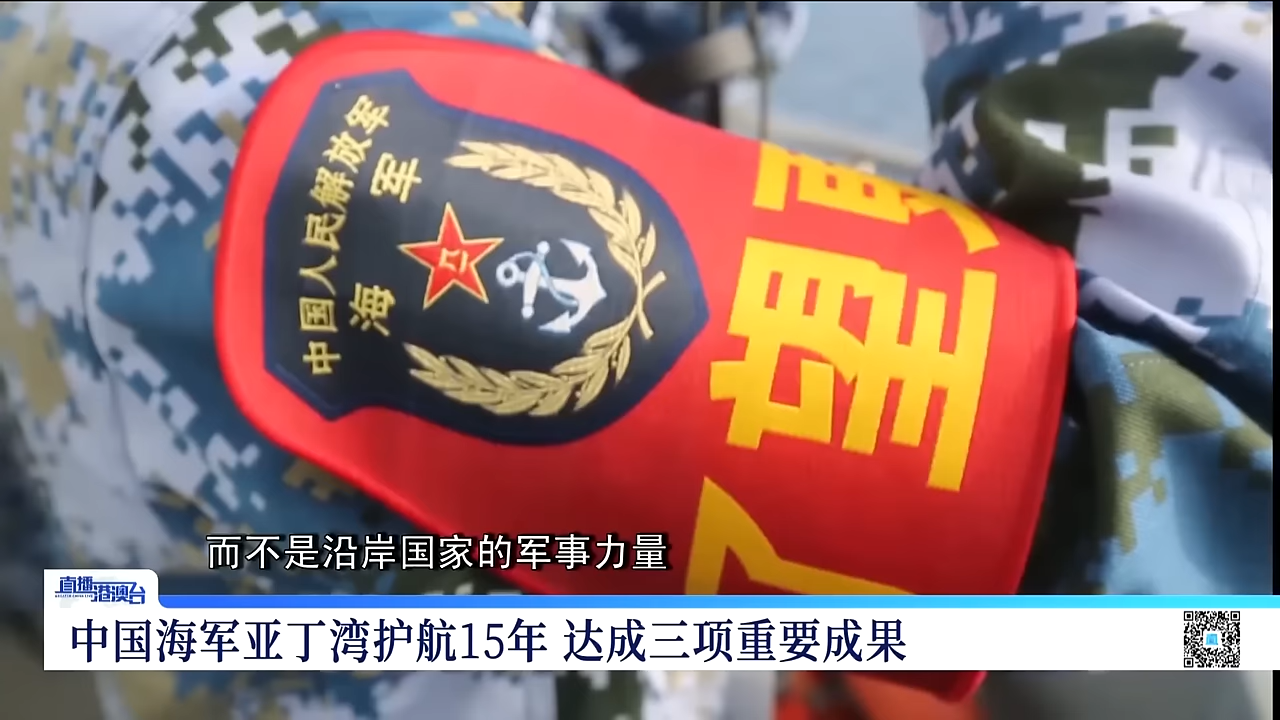 中国人民解放军
海军
瞭望
而不是沿岸国家的军事力量
直播港澳台
中国海军亚丁湾护航15年 达成三项重要成果